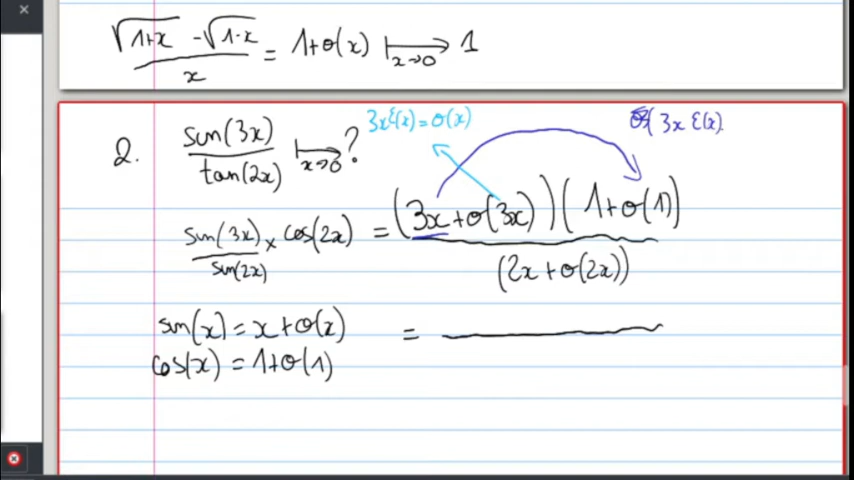 (√(1+x) - √(1-x))/x = 1+o(x) ⟼ x→0 1
3xε(x)=o(x)
(3x ε(x).
2. sin(3x)/tan(2x) ⟼ x→0 ?
sin(3x)/sin(2x) × cos(2x) = (3x+o(3x))(1+o(1))/(2x+o(2x))
sin(x) = x+o(x) =
cos(x) = 1+o(1)